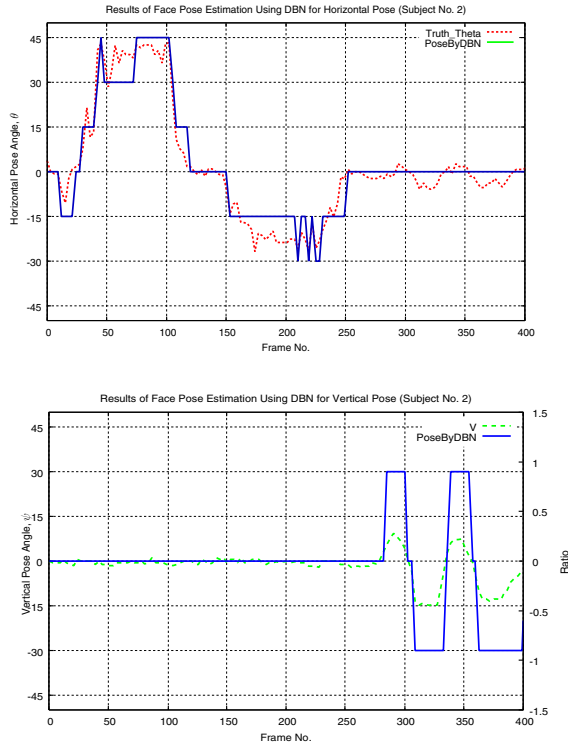 Results of Face Pose Estimation Using DBN for Horizontal Pose (Subject No. 2)
Truth_Theta
PoseByDBN
45
30
15
0
-15
-30
-45
Horizontal Pose Angle, θ
0 50 100 150 200 250 300 350 400
Frame No.
Results of Face Pose Estimation Using DBN for Vertical Pose (Subject No. 2)
V
PoseByDBN
45
30
15
0
-15
-30
-45
Vertical Pose Angle, ψ
1.5
1
0.5
0
-0.5
-1
-1.5
Ratio
0 50 100 150 200 250 300 350 400
Frame No.